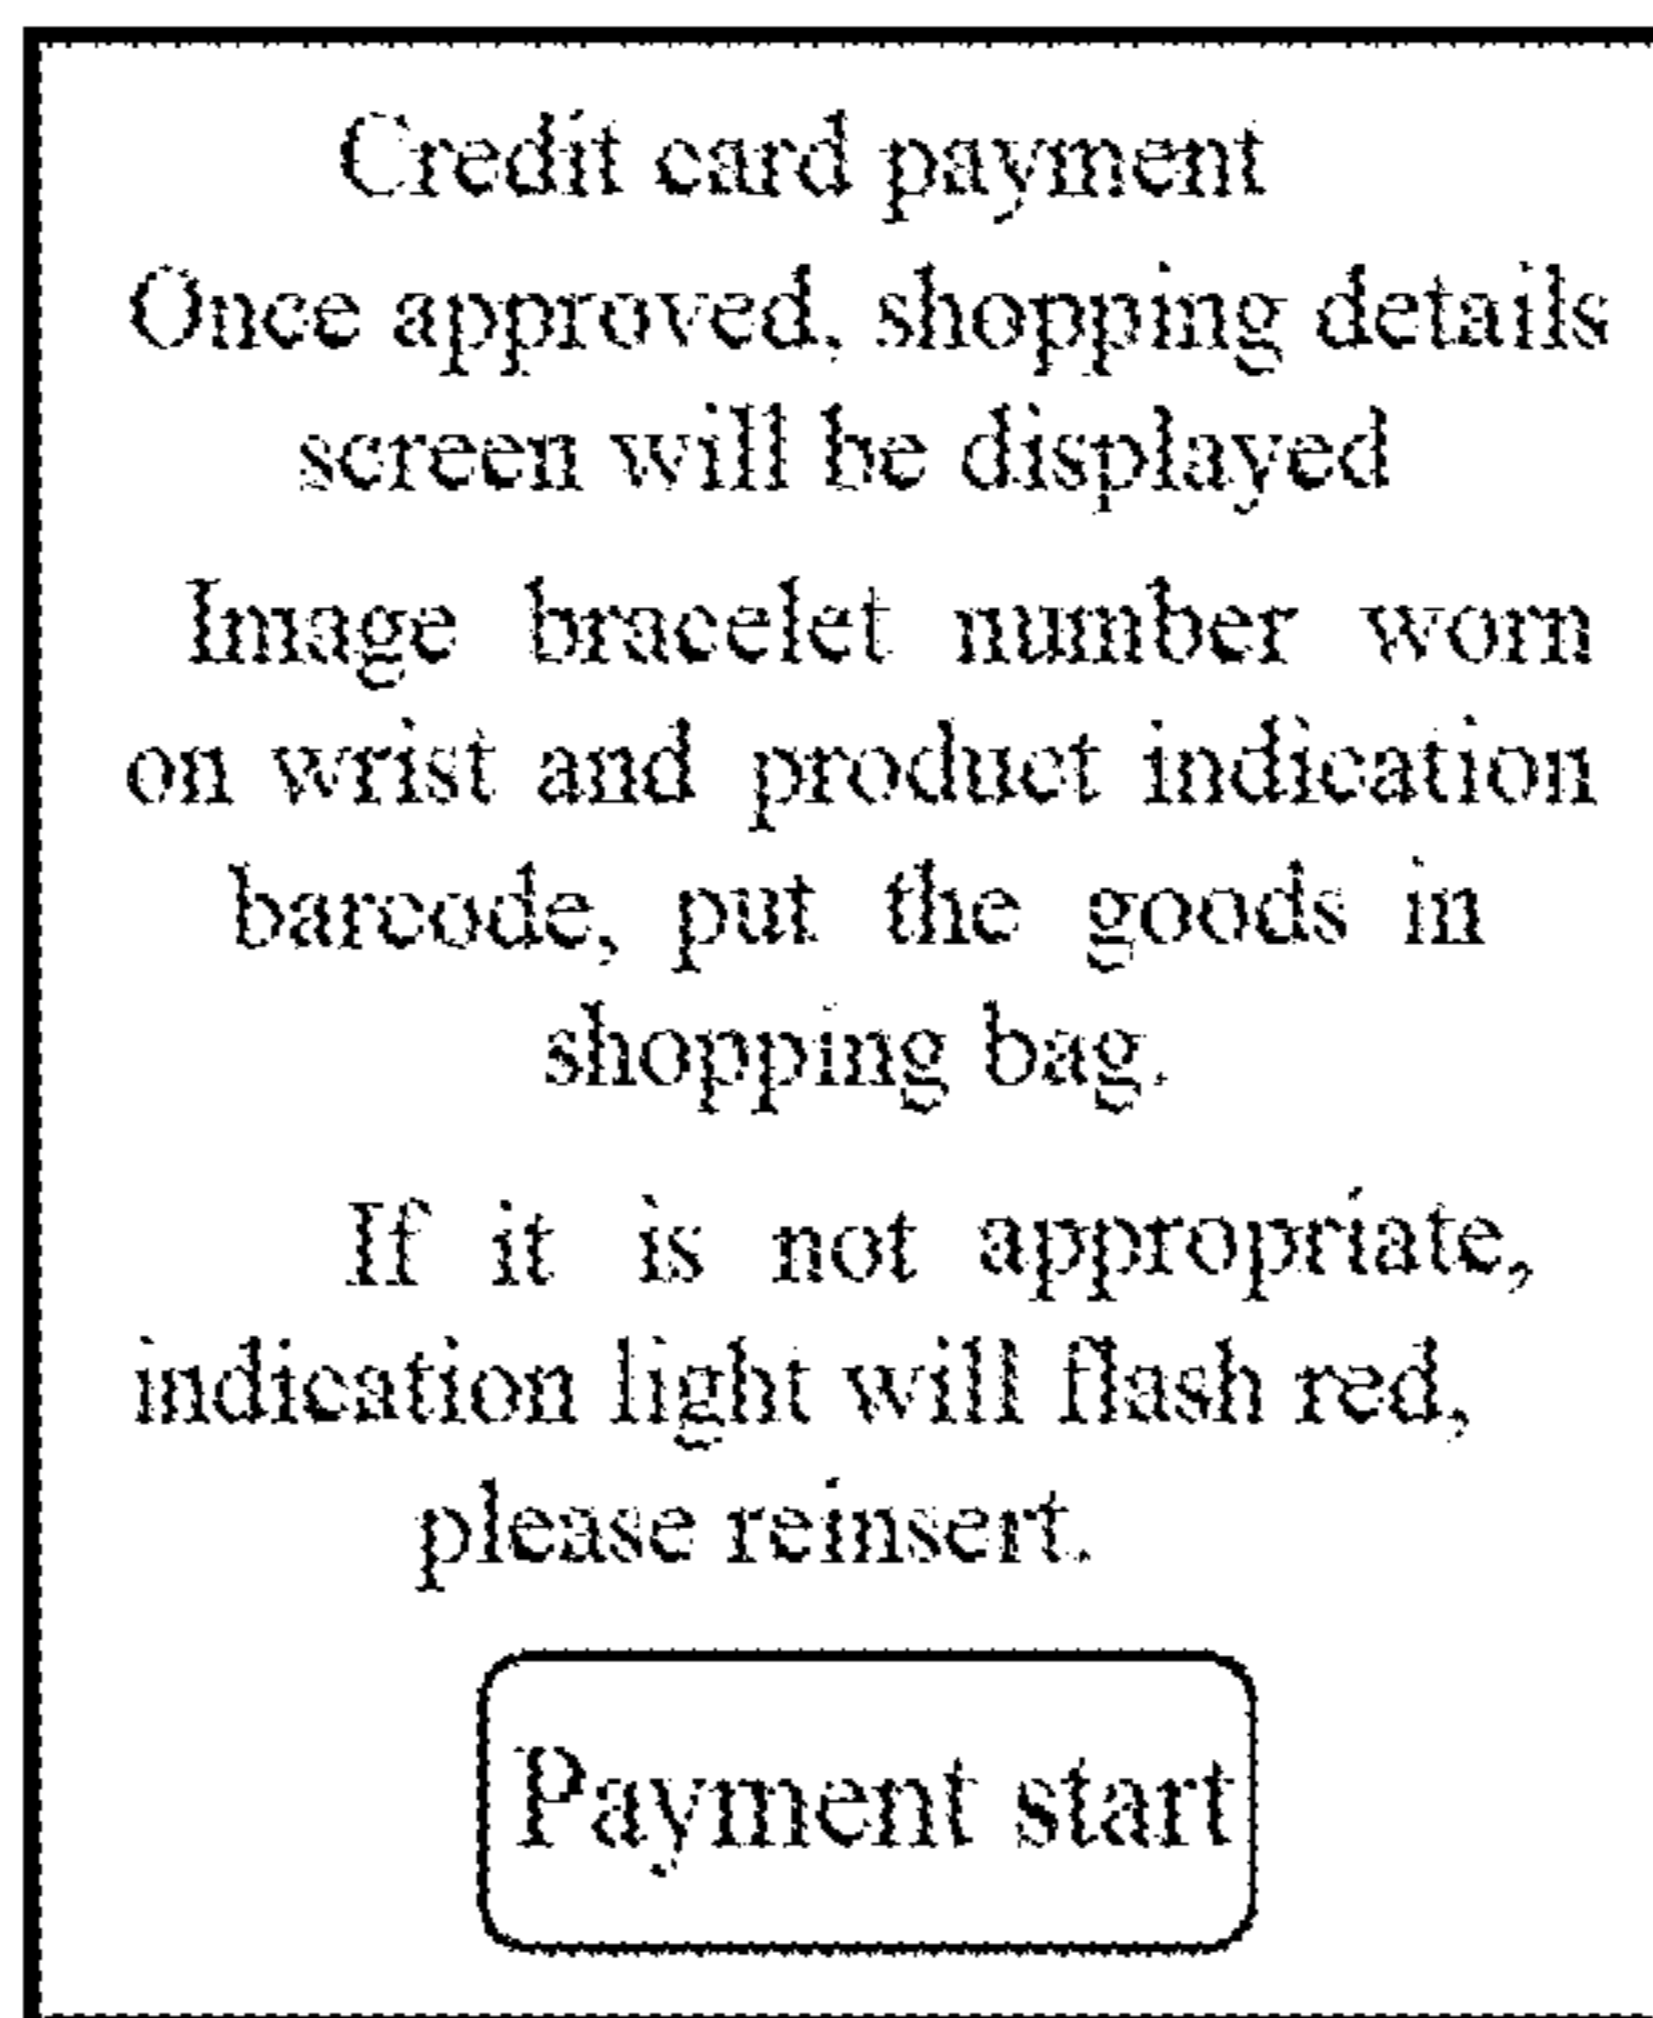 Credit card payment
Once approved, shopping details
screen will be displayed
Image bracelet number worn
on wrist and product indication
barcode, put the goods in
shopping bag.
If it is not appropriate,
indication light will flash red,
please reinsert.
Payment start